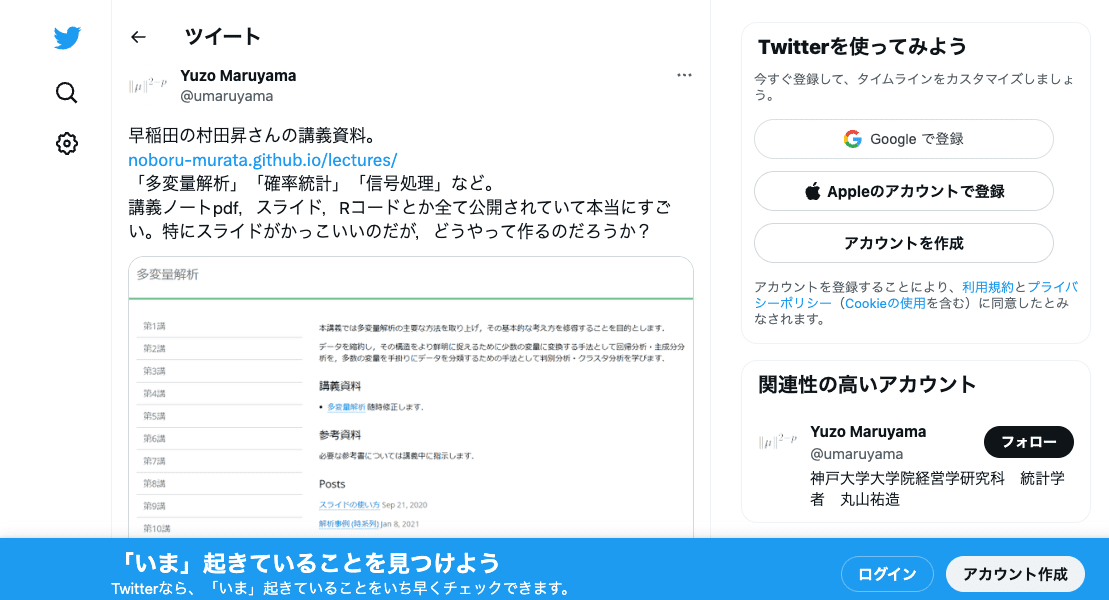 ツイート
Yuzo Maruyama
@umaruyama
早稲田の村田昇さんの講義資料。
noboru-murata.github.io/lectures/
「多変量解析」「確率統計」「信号処理」など。
講義ノートpdf，スライド，Rコードとか全て公開されていて本当にすご
い。特にスライドがかっこいいのだが，どうやって作るのだろうか？
‖μ‖²⁻ᵖ
多変量解析
第1講
第2講
第3講
第4講
第5講
第6講
第7講
第8講
第9講
第10講
本講義では多変量解析の主要な方法を取り上げ，その基本的な考え方を修得することを目的とします．
データを縮約し，その構造をより鮮明に捉えるために少数の変量に変換する手法として回帰分析・主成分分
析を，多数の変量を手掛りにデータを分類するための手法として判別分析・クラスタ分析を学びます．
講義資料
• 多変量解析 随時修正します．
参考資料
必要な参考書については講義中に指示します．
Posts
スライドの使い方 Sep 21, 2020
解析事例 (時系列) Jan 8, 2021
Twitterを使ってみよう
今すぐ登録して、タイムラインをカスタマイズしましょ
う。
Google で登録
Appleのアカウントで登録
アカウントを作成
アカウントを登録することにより、利用規約とプライバ
シーポリシー（Cookieの使用を含む）に同意したとみ
なされます。
関連性の高いアカウント
‖μ‖²⁻ᵖ
Yuzo Maruyama
@umaruyama
フォロー
神戸大学大学院経営学研究科　統計学
者　丸山祐造
「いま」起きていることを見つけよう
Twitterなら、「いま」起きていることをいち早くチェックできます。
ログイン
アカウント作成